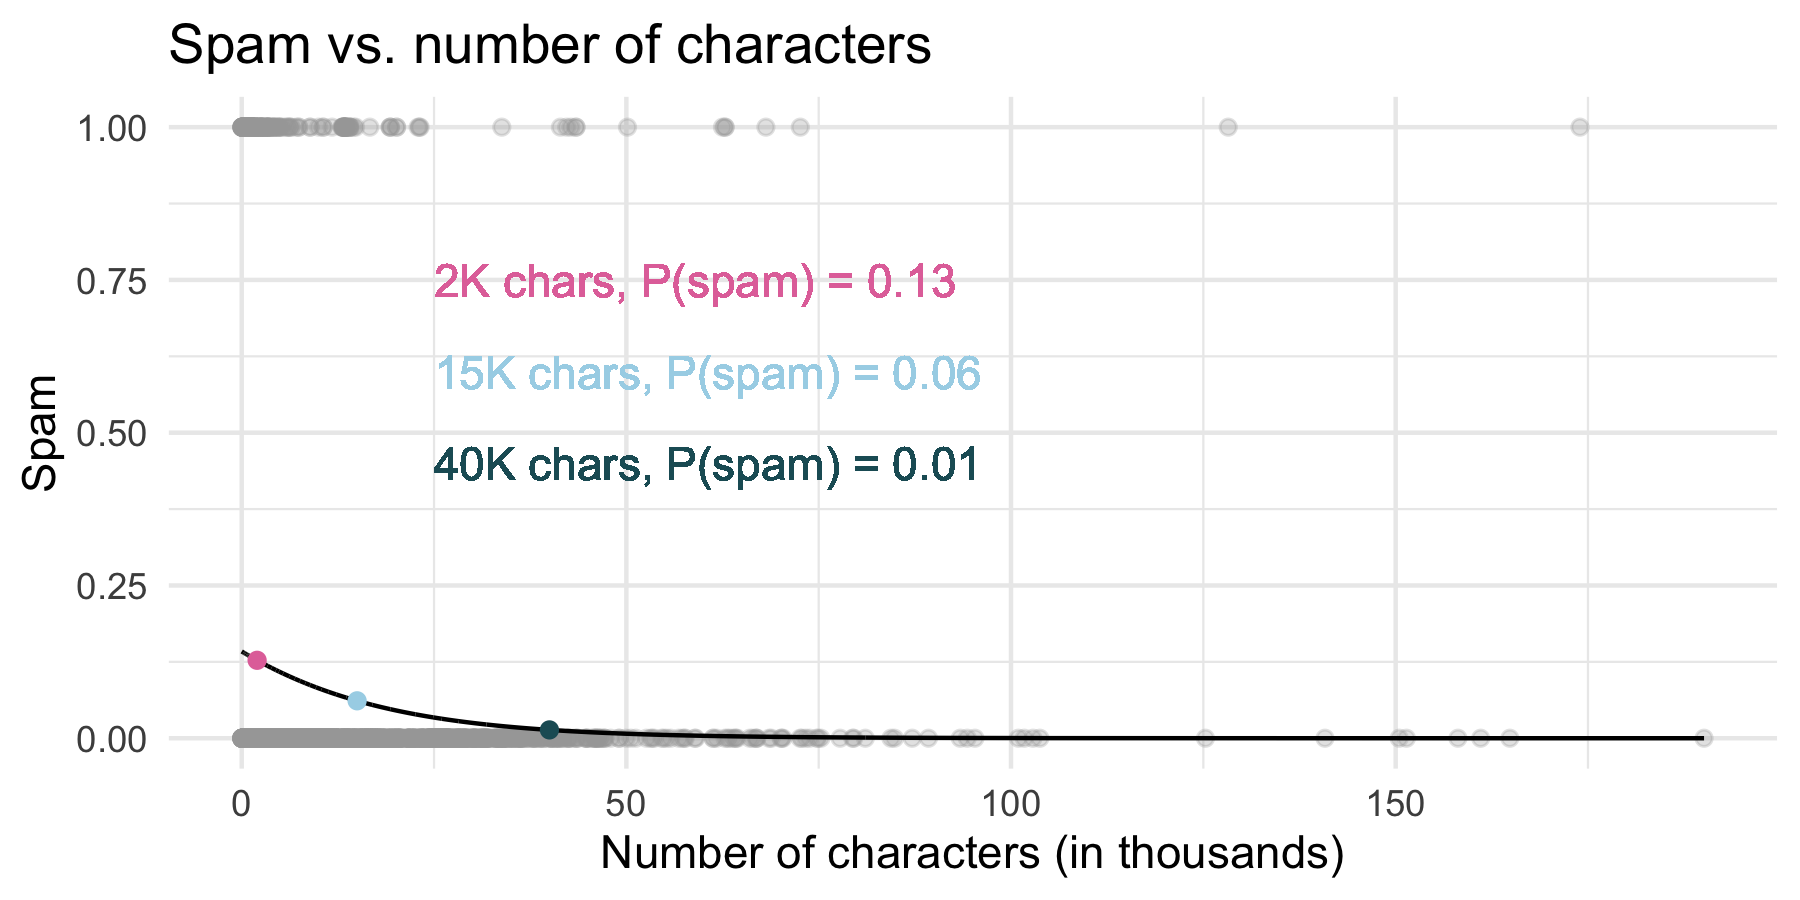 Spam vs. number of characters
1.00
0.75
0.50
0.25
0.00
Spam
2K chars, P(spam) = 0.13
15K chars, P(spam) = 0.06
40K chars, P(spam) = 0.01
0 50 100 150
Number of characters (in thousands)